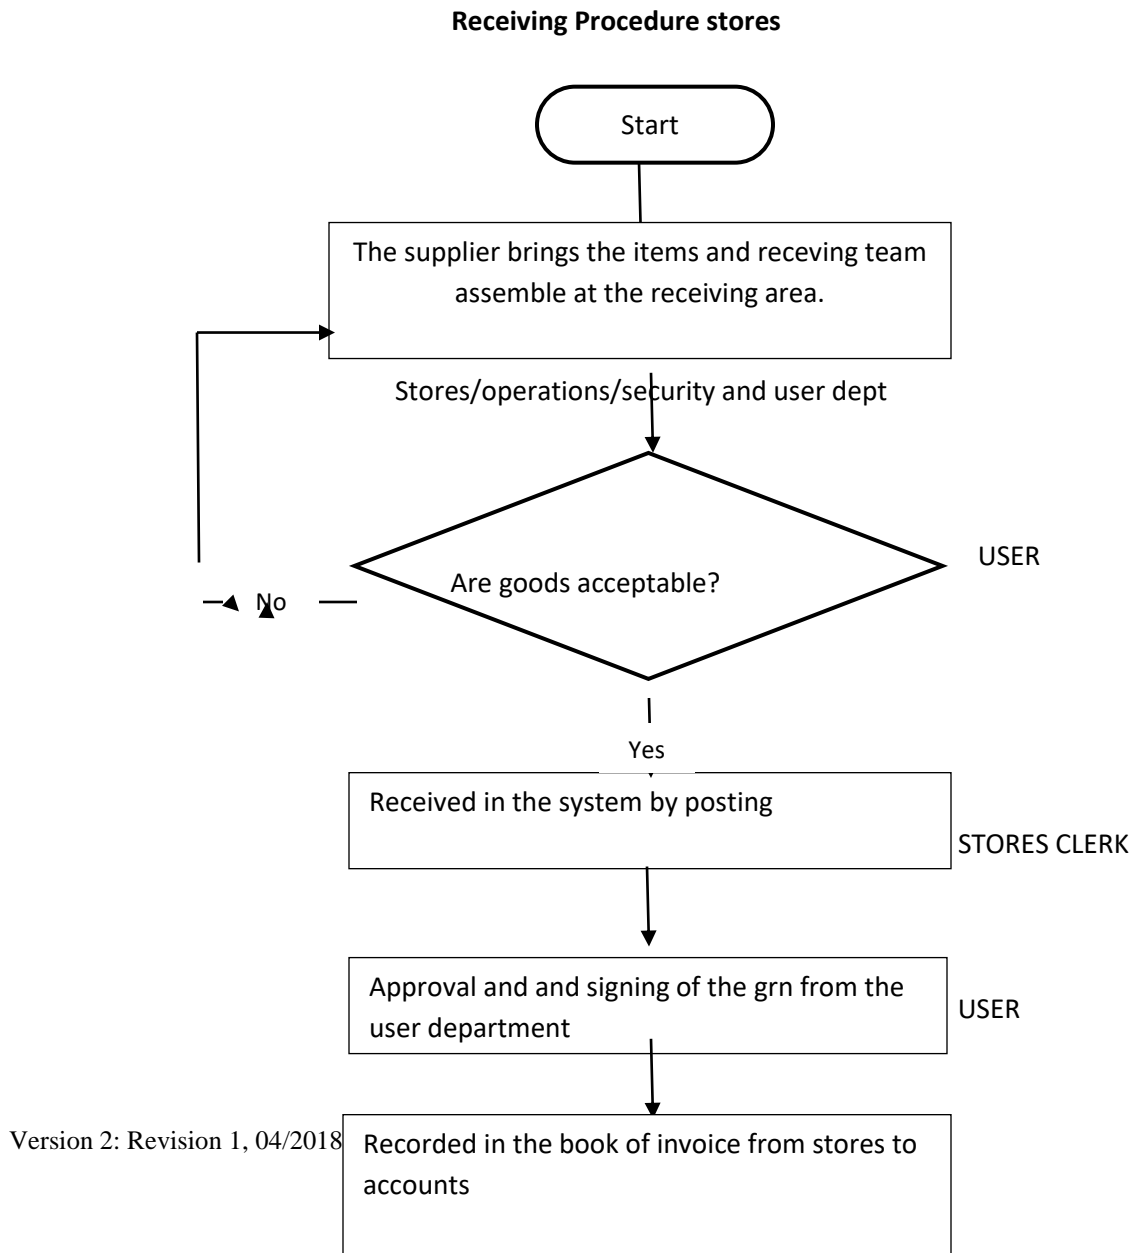 Receiving Procedure stores
Start
The supplier brings the items and receving team
assemble at the receiving area.
Stores/operations/security and user dept
USER
Are goods acceptable?
No
Yes
Received in the system by posting
STORES CLERK
Approval and and signing of the grn from the
user department
USER
Version 2: Revision 1, 04/2018
Recorded in the book of invoice from stores to
accounts